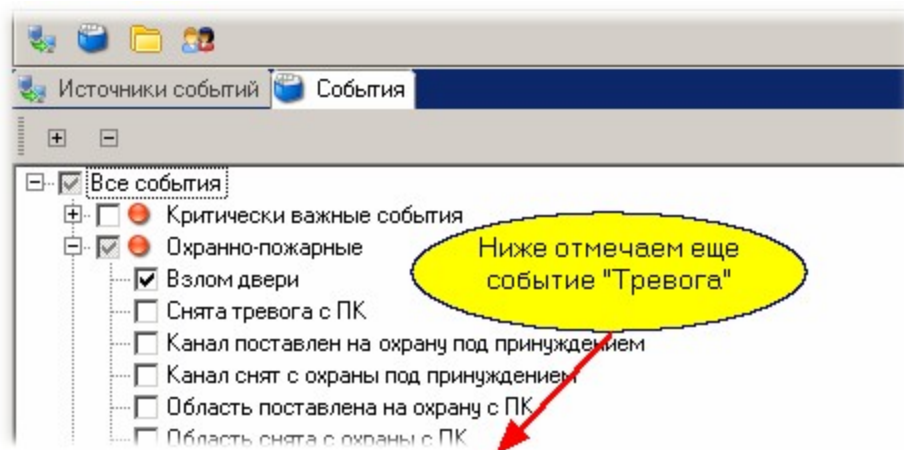 Источники событий События
Все события
Критически важные события
Охранно-пожарные
Ниже отмечаем еще
событие "Тревога"
Взлом двери
Снята тревога с ПК
Канал поставлен на охрану под принуждением
Канал снят с охраны под принуждением
Область поставлена на охрану с ПК
Область снята с охраны с ПК